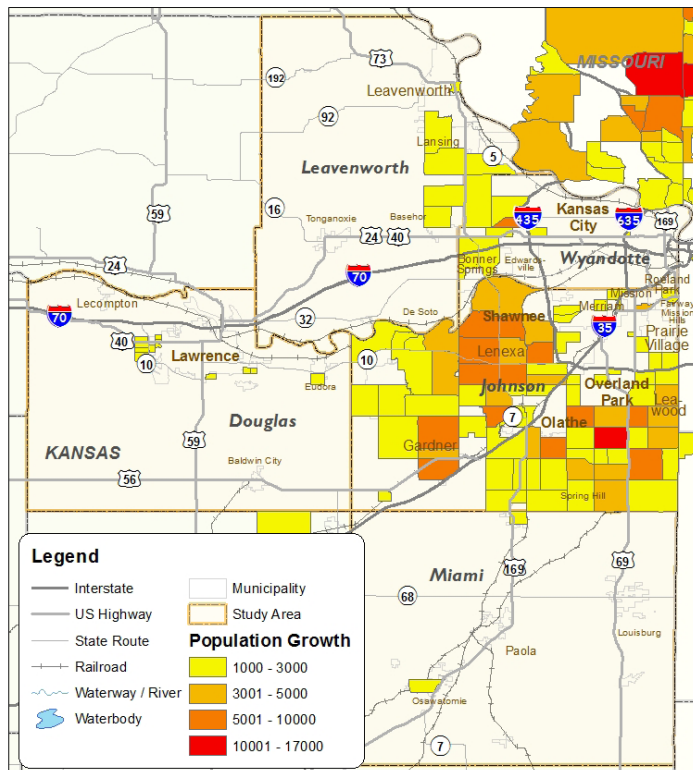 MISSOURI
73
192
Leavenworth
92
Lansing
5
Leavenworth
59
16
Tonganoxie
Basehor
435
Kansas
City
635
169
24
40
Bonner
Springs
Edwards-
ville
Wyandotte
24
70
Roeland
Park
Lecompton
70
32
De Soto
Shawnee
Mission
Merriam
Fairway
Mission
Hills
35
Prairie
Village
40
10
Lawrence
10
Lenexa
Eudora
Johnson
Overland
Park
Lea-
wood
7
Olathe
Douglas
59
Gardner
KANSAS
Baldwin City
56
Spring Hill
Miami
169
69
68
Louisburg
Paola
Osawatomie
7
Legend
Interstate
US Highway
State Route
Railroad
Waterway / River
Waterbody
Municipality
Study Area
Population Growth
1000 - 3000
3001 - 5000
5001 - 10000
10001 - 17000